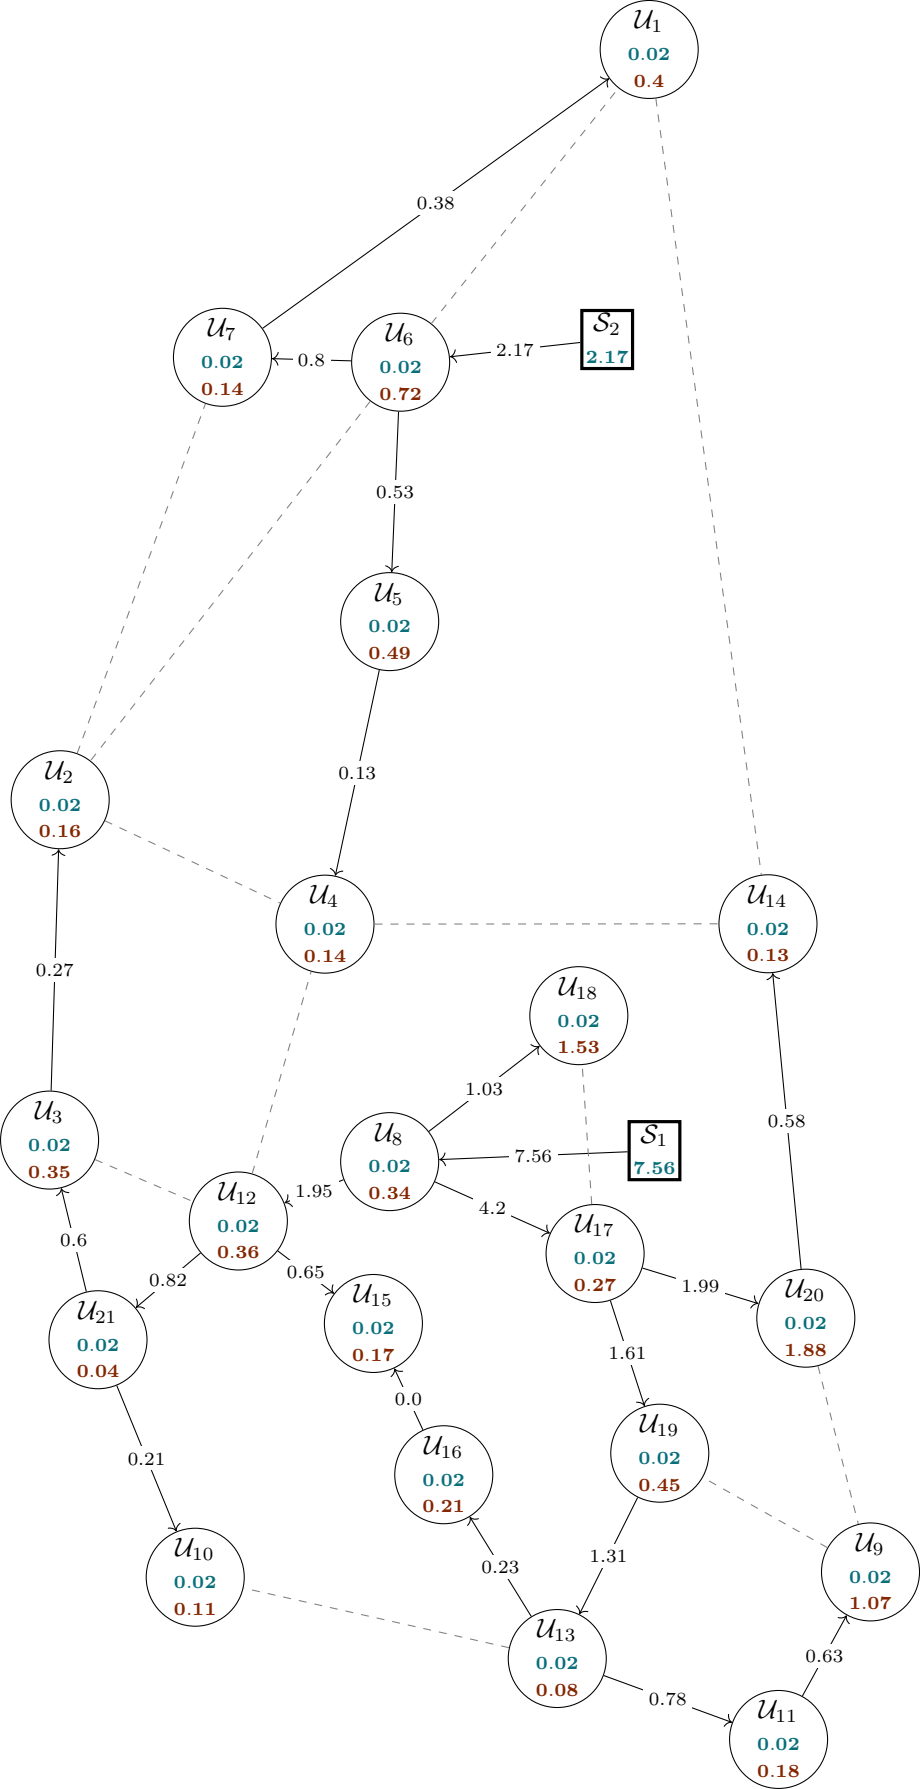 𝒰₁
0.02
0.4
0.38
𝒰₇
0.02
0.14
0.8
𝒰₆
0.02
0.72
2.17
𝒮₂
2.17
0.53
𝒰₅
0.02
0.49
0.13
𝒰₂
0.02
0.16
𝒰₄
0.02
0.14
𝒰₁₄
0.02
0.13
0.27
𝒰₁₈
0.02
1.53
1.03
0.58
𝒰₃
0.02
0.35
𝒰₈
0.02
0.34
7.56
𝒮₁
7.56
𝒰₁₂
0.02
0.36
1.95
4.2
𝒰₁₇
0.02
0.27
0.6
0.82
0.65
1.99
𝒰₂₁
0.02
0.04
𝒰₁₅
0.02
0.17
𝒰₂₀
0.02
1.88
1.61
0.0
0.21
𝒰₁₆
0.02
0.21
𝒰₁₉
0.02
0.45
𝒰₁₀
0.02
0.11
0.23
1.31
𝒰₉
0.02
1.07
𝒰₁₃
0.02
0.08
0.63
0.78
𝒰₁₁
0.02
0.18